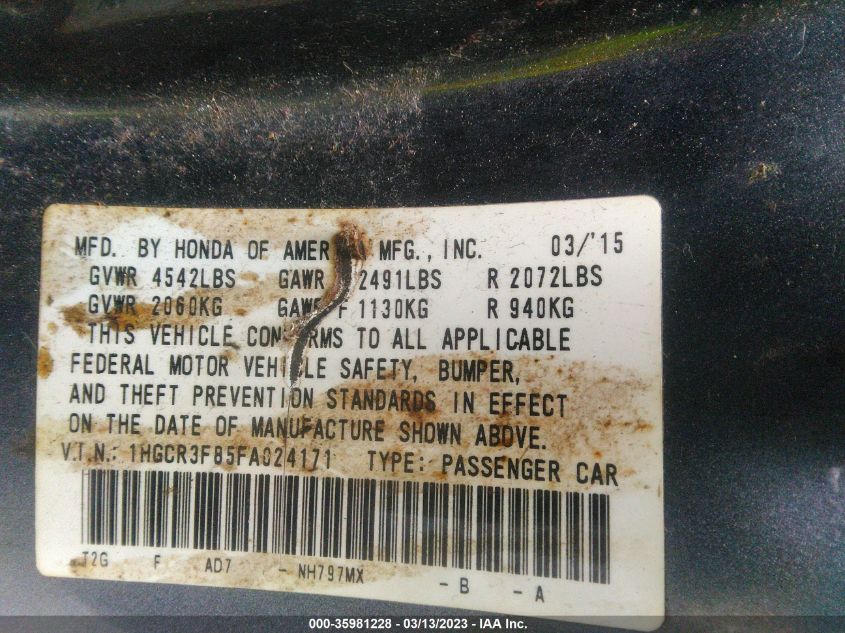 MFD. BY HONDA OF AMER MFG., INC. 03/'15
GVWR 4542LBS GAWR 2491LBS R 2072LBS
GVWR 2060KG GAWR F 1130KG R 940KG
THIS VEHICLE CONFORMS TO ALL APPLICABLE
FEDERAL MOTOR VEHICLE SAFETY, BUMPER,
AND THEFT PREVENTION STANDARDS IN EFFECT
ON THE DATE OF MANUFACTURE SHOWN ABOVE.
V.I.N.: 1HGCR3F85FA024171 TYPE: PASSENGER CAR
T2G F AD7 - NH797MX - B - A
000-35981228 - 03/13/2023 - IAA Inc.